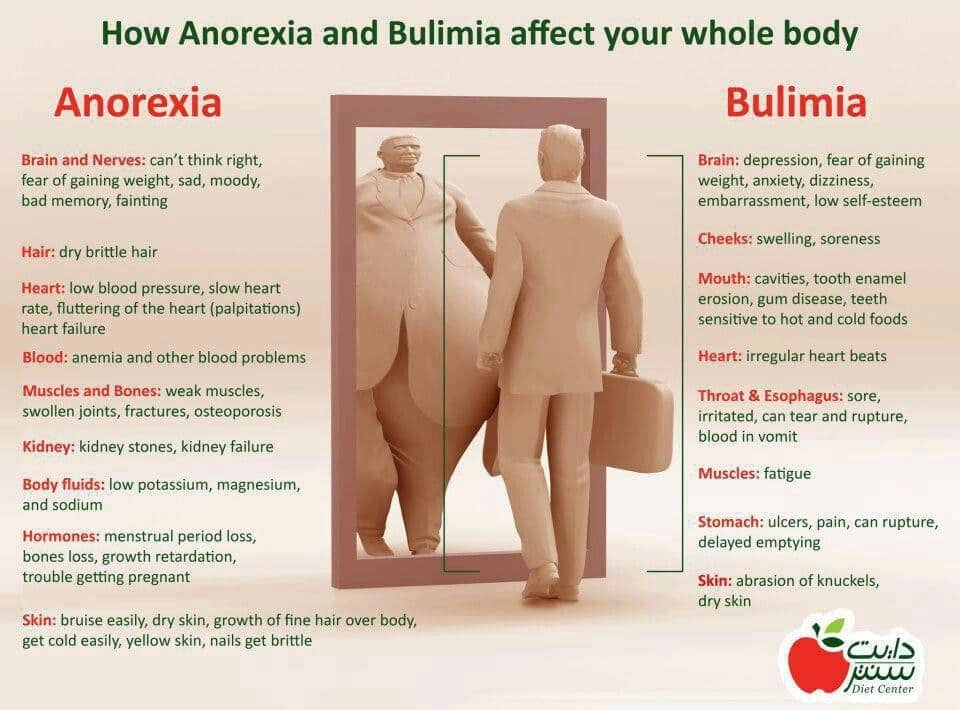 How Anorexia and Bulimia affect your whole body
Anorexia
Brain and Nerves: can't think right,
fear of gaining weight, sad, moody,
bad memory, fainting
Hair: dry brittle hair
Heart: low blood pressure, slow heart
rate, fluttering of the heart (palpitations)
heart failure
Blood: anemia and other blood problems
Muscles and Bones: weak muscles,
swollen joints, fractures, osteoporosis
Kidney: kidney stones, kidney failure
Body fluids: low potassium, magnesium,
and sodium
Hormones: menstrual period loss,
bones loss, growth retardation,
trouble getting pregnant
Skin: bruise easily, dry skin, growth of fine hair over body,
get cold easily, yellow skin, nails get brittle
Bulimia
Brain: depression, fear of gaining
weight, anxiety, dizziness,
embarrassment, low self-esteem
Cheeks: swelling, soreness
Mouth: cavities, tooth enamel
erosion, gum disease, teeth
sensitive to hot and cold foods
Heart: irregular heart beats
Throat & Esophagus: sore,
irritated, can tear and rupture,
blood in vomit
Muscles: fatigue
Stomach: ulcers, pain, can rupture,
delayed emptying
Skin: abrasion of knuckels,
dry skin
دايت
سنتر
Diet Center